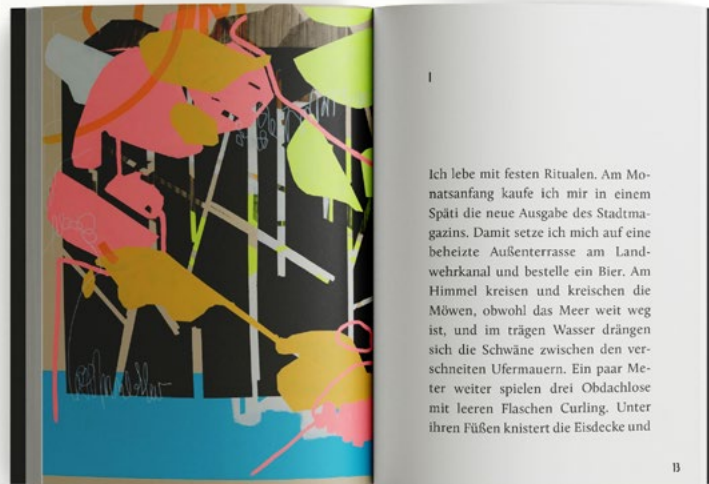 I
Ich lebe mit festen Ritualen. Am Mo-
natsanfang kaufe ich mir in einem
Späti die neue Ausgabe des Stadtma-
gazins. Damit setze ich mich auf eine
beheizte Außenterrasse am Land-
wehrkanal und bestelle ein Bier. Am
Himmel kreisen und kreischen die
Möwen, obwohl das Meer weit weg
ist, und im trägen Wasser drängen
sich die Schwäne zwischen den ver-
schneiten Ufermauern. Ein paar Me-
ter weiter spielen drei Obdachlose
mit leeren Flaschen Curling. Unter
ihren Füßen knistert die Eisdecke und
13